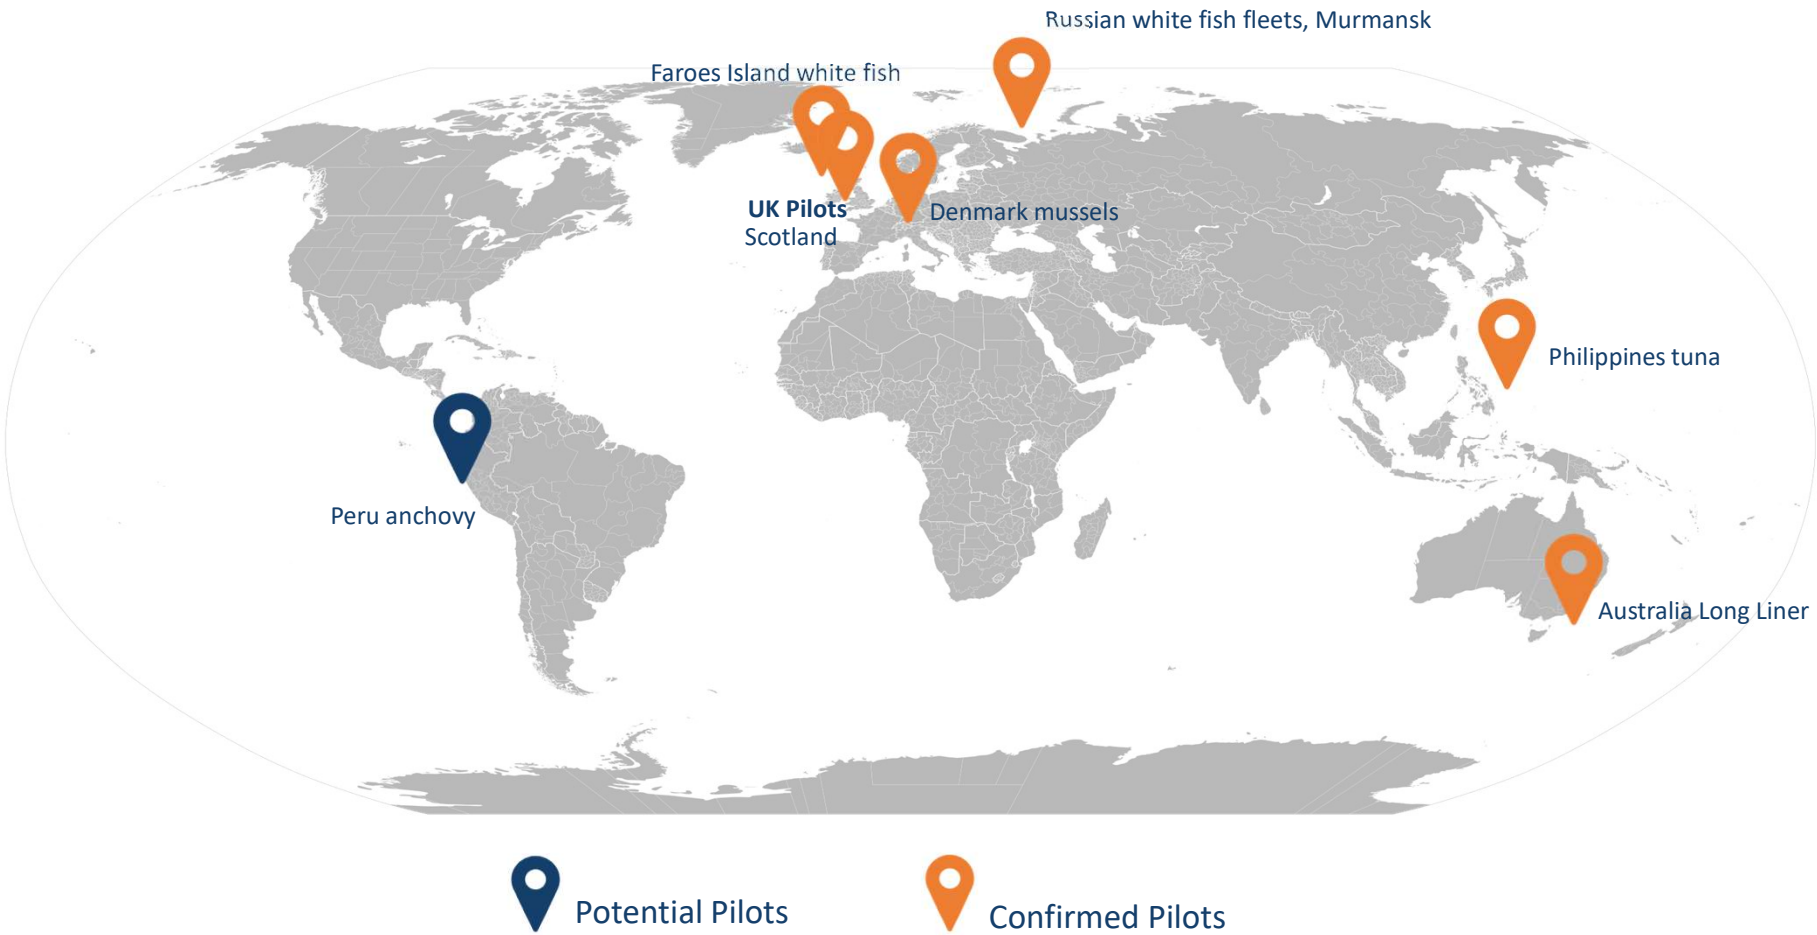 Russian white fish fleets, Murmansk
Faroes Island white fish
UK Pilots
Scotland
Denmark mussels
Philippines tuna
Peru anchovy
Australia Long Liner
Potential Pilots
Confirmed Pilots